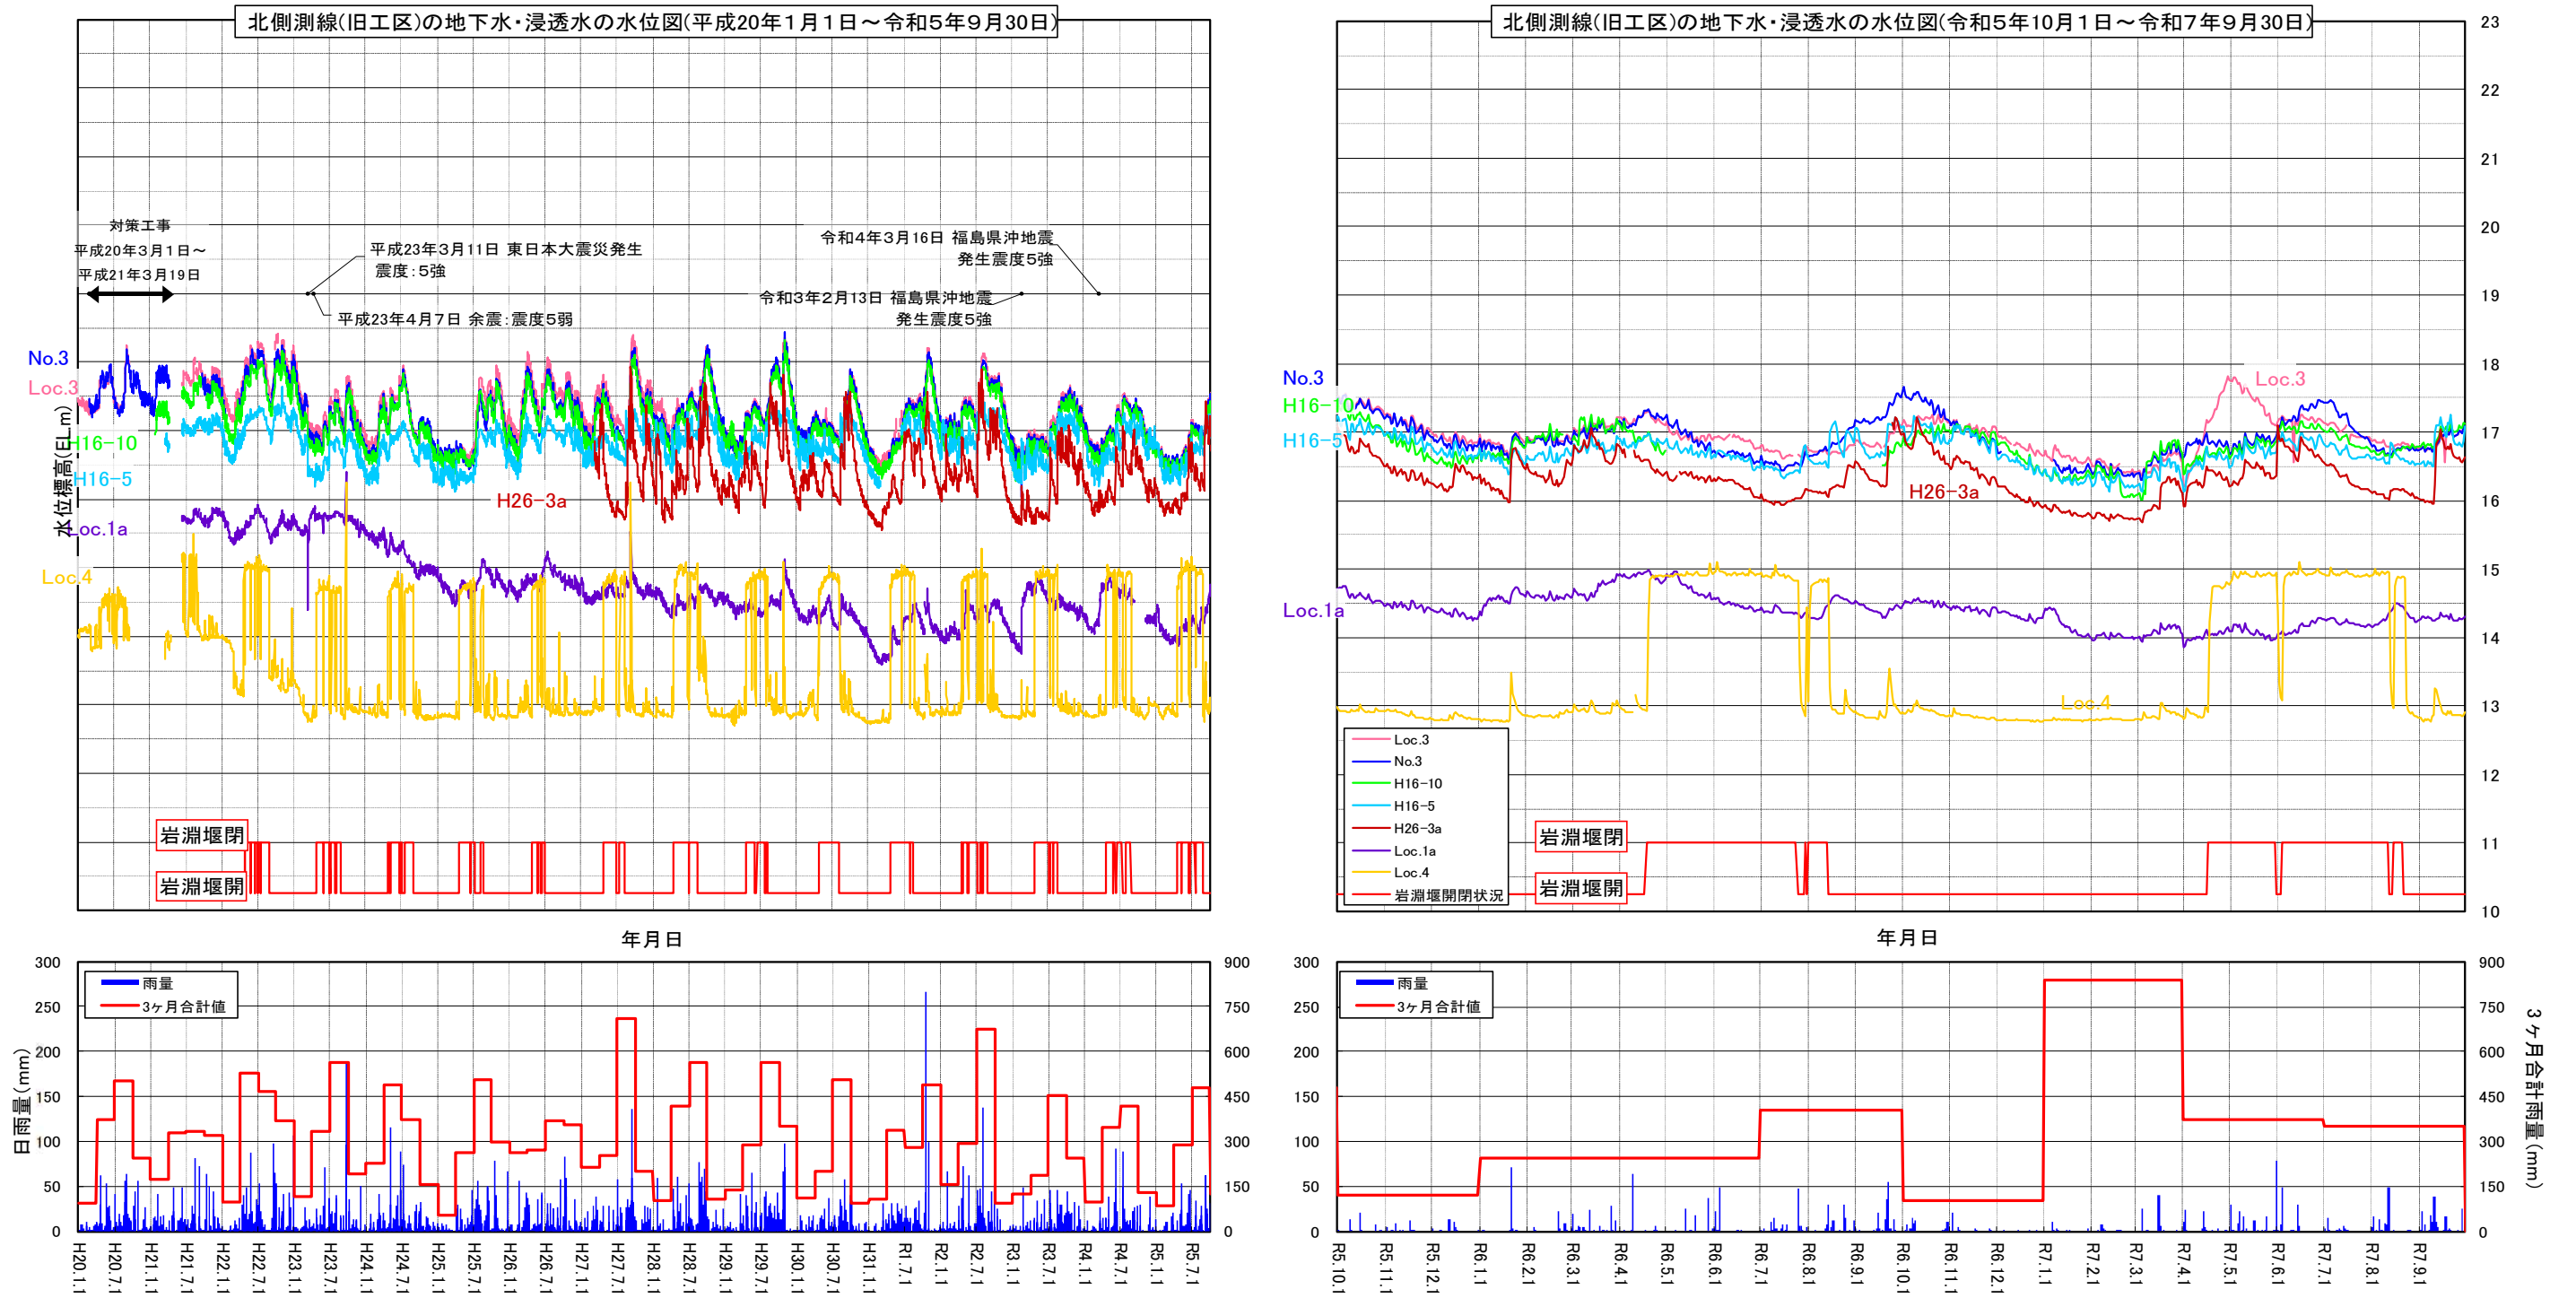 北側測線(旧工区)の地下水・浸透水の水位図(平成20年1月1日～令和5年9月30日)
対策工事
平成20年3月1日～
平成21年3月19日
平成23年3月11日 東日本大震災発生
震度:5強
平成23年4月7日 余震:震度5弱
令和4年3月16日 福島県沖地震
発生震度5強
令和3年2月13日 福島県沖地震
発生震度5強
No.3
Loc.3
H16-10
H16-5
H26-3a
Loc.1a
Loc.4
水位標高(EL.m)
岩淵堰閉
岩淵堰開
年月日
300
250
200
150
100
50
0
日雨量(mm)
雨量
3ヶ月合計値
900
750
600
450
300
150
0
H20.1.1
H20.7.1
H21.1.1
H21.7.1
H22.1.1
H22.7.1
H23.1.1
H23.7.1
H24.1.1
H24.7.1
H25.1.1
H25.7.1
H26.1.1
H26.7.1
H27.1.1
H27.7.1
H28.1.1
H28.7.1
H29.1.1
H29.7.1
H30.1.1
H30.7.1
H31.1.1
R1.7.1
R2.1.1
R2.7.1
R3.1.1
R3.7.1
R4.1.1
R4.7.1
R5.1.1
R5.7.1
北側測線(旧工区)の地下水・浸透水の水位図(令和5年10月1日～令和7年9月30日)
23
22
21
20
19
18
17
16
15
14
13
12
11
10
No.3
H16-10
H16-5
Loc.3
H26-3a
Loc.1a
Loc.4
Loc.3
No.3
H16-10
H16-5
H26-3a
Loc.1a
Loc.4
岩淵堰開閉状況
岩淵堰閉
岩淵堰開
年月日
300
250
200
150
100
50
0
雨量
3ヶ月合計値
900
750
600
450
300
150
0
3ヶ月合計雨量(mm)
R5.10.1
R5.11.1
R5.12.1
R6.1.1
R6.2.1
R6.3.1
R6.4.1
R6.5.1
R6.6.1
R6.7.1
R6.8.1
R6.9.1
R6.10.1
R6.11.1
R6.12.1
R7.1.1
R7.2.1
R7.3.1
R7.4.1
R7.5.1
R7.6.1
R7.7.1
R7.8.1
R7.9.1